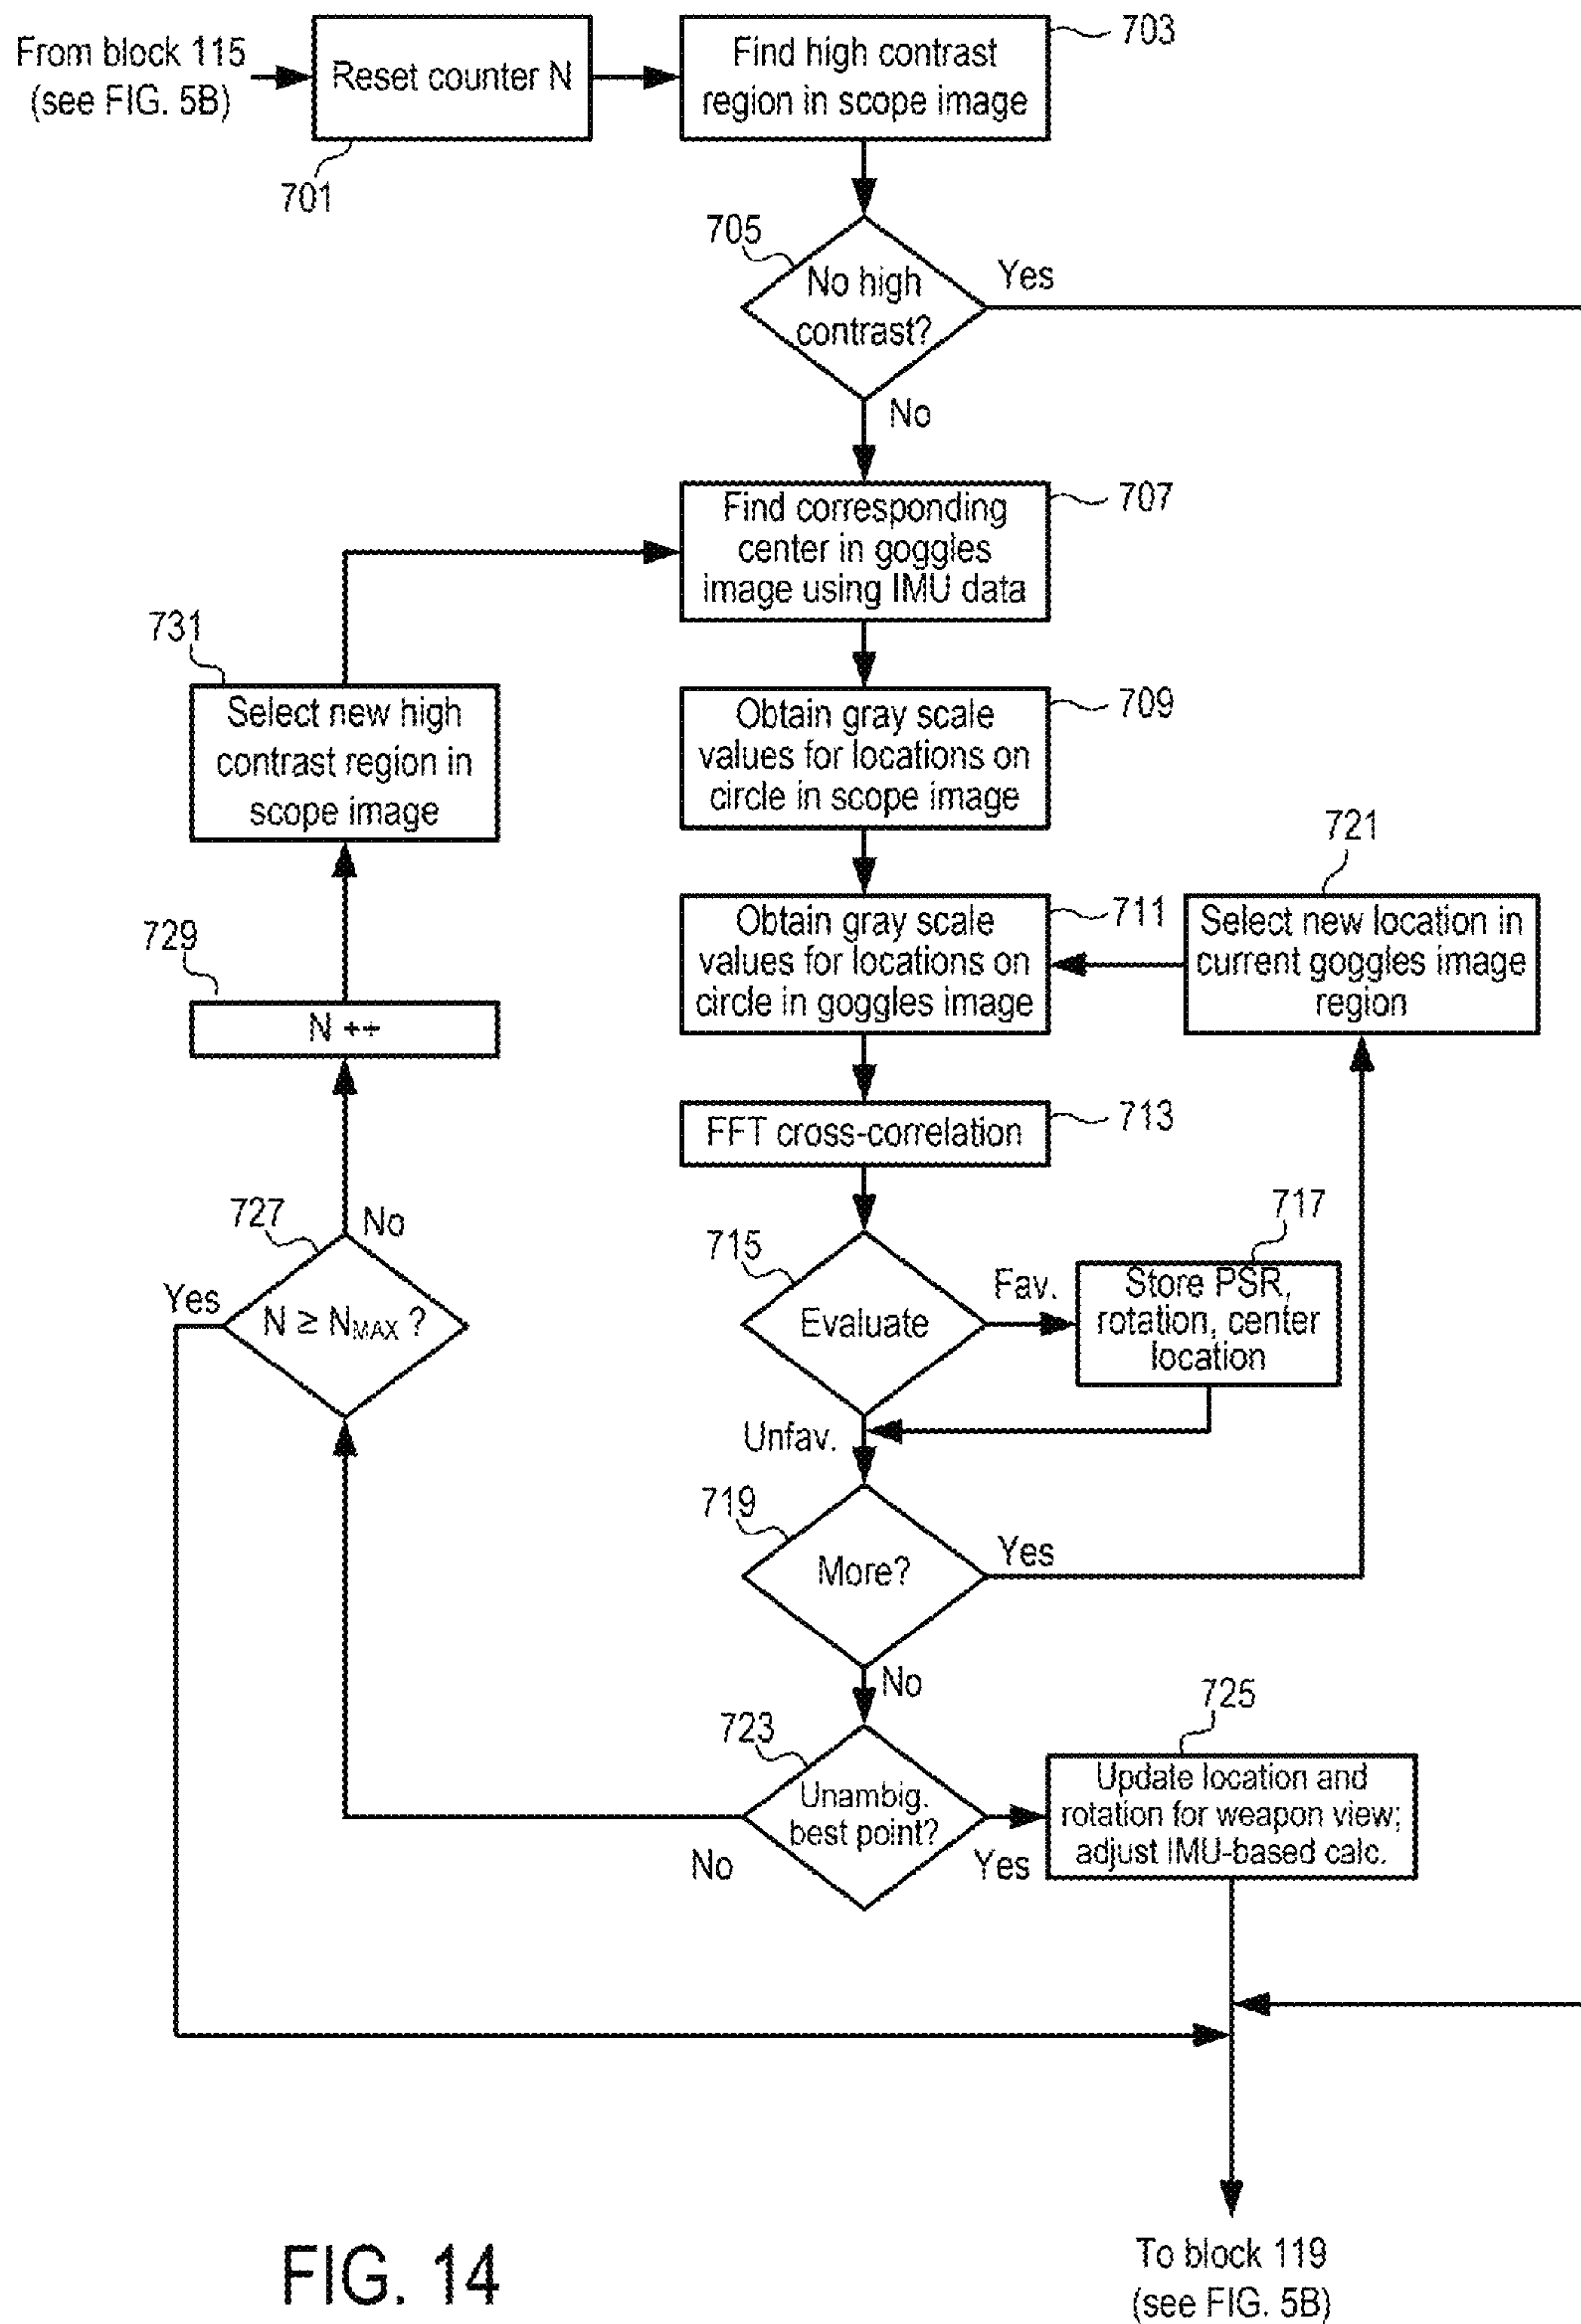 From block 115
(see FIG. 5B)
Reset counter N
701
Find high contrast
region in scope image
703
705
No high
contrast?
Yes
No
Find corresponding
center in goggles
image using IMU data
707
731
Select new high
contrast region in
scope image
Obtain gray scale
values for locations on
circle in scope image
709
721
Obtain gray scale
values for locations on
circle in goggles image
711
Select new location in
current goggles image
region
729
N ++
FFT cross-correlation
713
727
No
Yes
N ≥ NMAX ?
715
Evaluate
Fav.
717
Store PSR,
rotation, center
location
Unfav.
719
More?
Yes
No
723
Unambig.
best point?
No
Yes
725
Update location and
rotation for weapon view;
adjust IMU-based calc.
To block 119
(see FIG. 5B)
FIG. 14